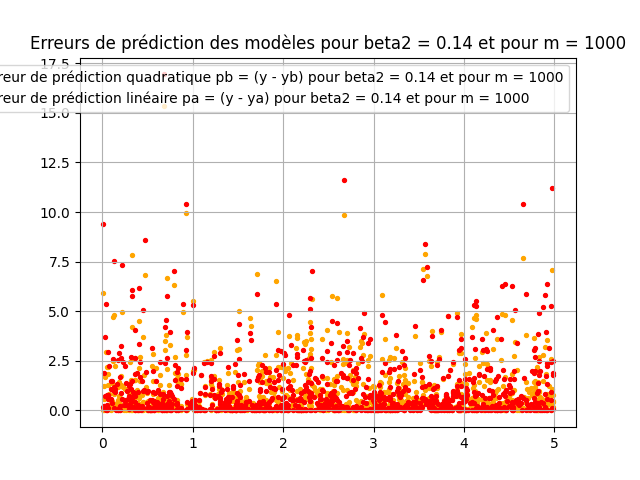 Erreurs de prédiction des modèles pour beta2 = 0.14 et pour m = 1000
reur de prédiction quadratique pb = (y - yb) pour beta2 = 0.14 et pour m = 1000
reur de prédiction linéaire pa = (y - ya) pour beta2 = 0.14 et pour m = 1000
17.5
15.0
12.5
10.0
7.5
5.0
2.5
0.0
0 1 2 3 4 5